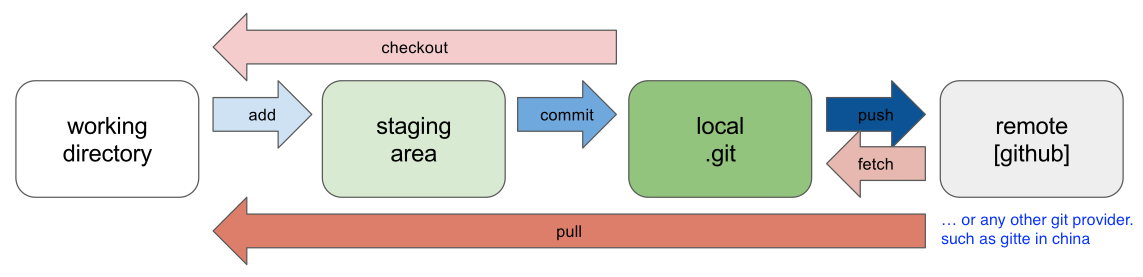 checkout
working
directory
add
staging
area
commit
local
.git
push
fetch
remote
[github]
pull
… or any other git provider.
such as gitte in china